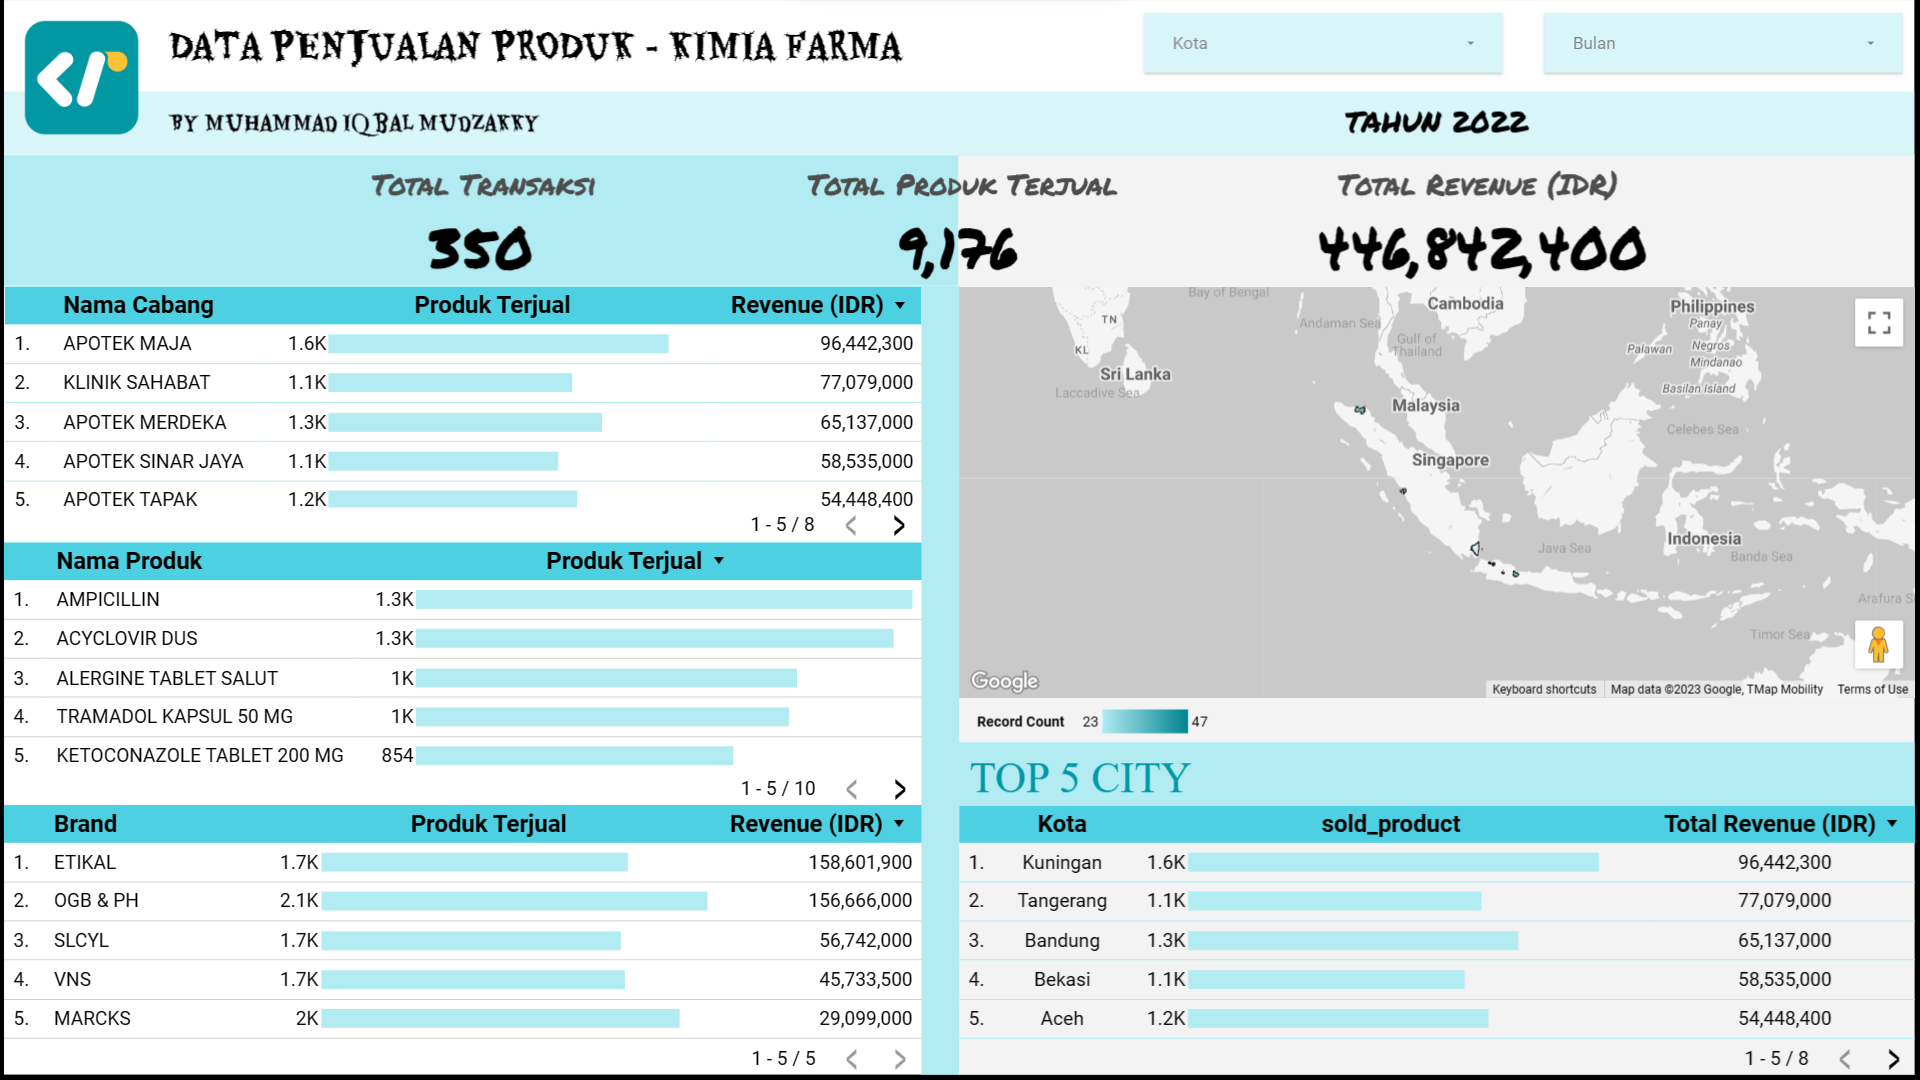 DATA PENJUALAN PRODUK - KIMIA FARMA
Kota
Bulan
BY MUHAMMAD IQBAL MUDZAKKY
TAHUN 2022
TOTAL TRANSAKSI
350
TOTAL PRODUK TERJUAL
9,176
TOTAL REVENUE (IDR)
446,842,400
Nama Cabang Produk Terjual Revenue (IDR)
1. APOTEK MAJA 1.6K 96,442,300
2. KLINIK SAHABAT 1.1K 77,079,000
3. APOTEK MERDEKA 1.3K 65,137,000
4. APOTEK SINAR JAYA 1.1K 58,535,000
5. APOTEK TAPAK 1.2K 54,448,400
1 - 5 / 8
Nama Produk Produk Terjual
1. AMPICILLIN 1.3K
2. ACYCLOVIR DUS 1.3K
3. ALERGINE TABLET SALUT 1K
4. TRAMADOL KAPSUL 50 MG 1K
5. KETOCONAZOLE TABLET 200 MG 854
1 - 5 / 10
Brand Produk Terjual Revenue (IDR)
1. ETIKAL 1.7K 158,601,900
2. OGB & PH 2.1K 156,666,000
3. SLCYL 1.7K 56,742,000
4. VNS 1.7K 45,733,500
5. MARCKS 2K 29,099,000
1 - 5 / 5
Bay of Bengal
Cambodia
Philippines
TN
Andaman Sea
Panay
KL
Gulf of
Thailand
Palawan
Negros
Mindanao
Sri Lanka
Laccadive Sea
Basilan Island
Malaysia
Celebes Sea
Singapore
Indonesia
Java Sea
Banda Sea
Arafura S
Timor Sea
Google
Keyboard shortcuts
Map data ©2023 Google, TMap Mobility
Terms of Use
Record Count 23 47
TOP 5 CITY
Kota sold_product Total Revenue (IDR)
1. Kuningan 1.6K 96,442,300
2. Tangerang 1.1K 77,079,000
3. Bandung 1.3K 65,137,000
4. Bekasi 1.1K 58,535,000
5. Aceh 1.2K 54,448,400
1 - 5 / 8